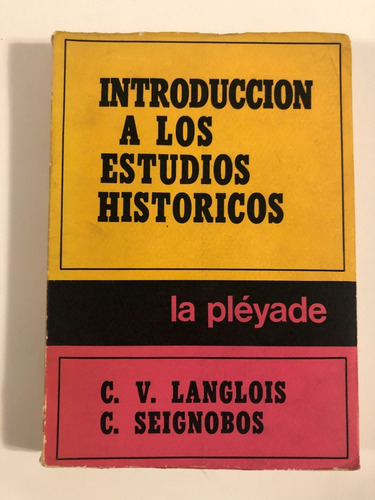 INTRODUCCION
A LOS
ESTUDIOS
HISTORICOS
la pléyade
C. V. LANGLOIS
C. SEIGNOBOS